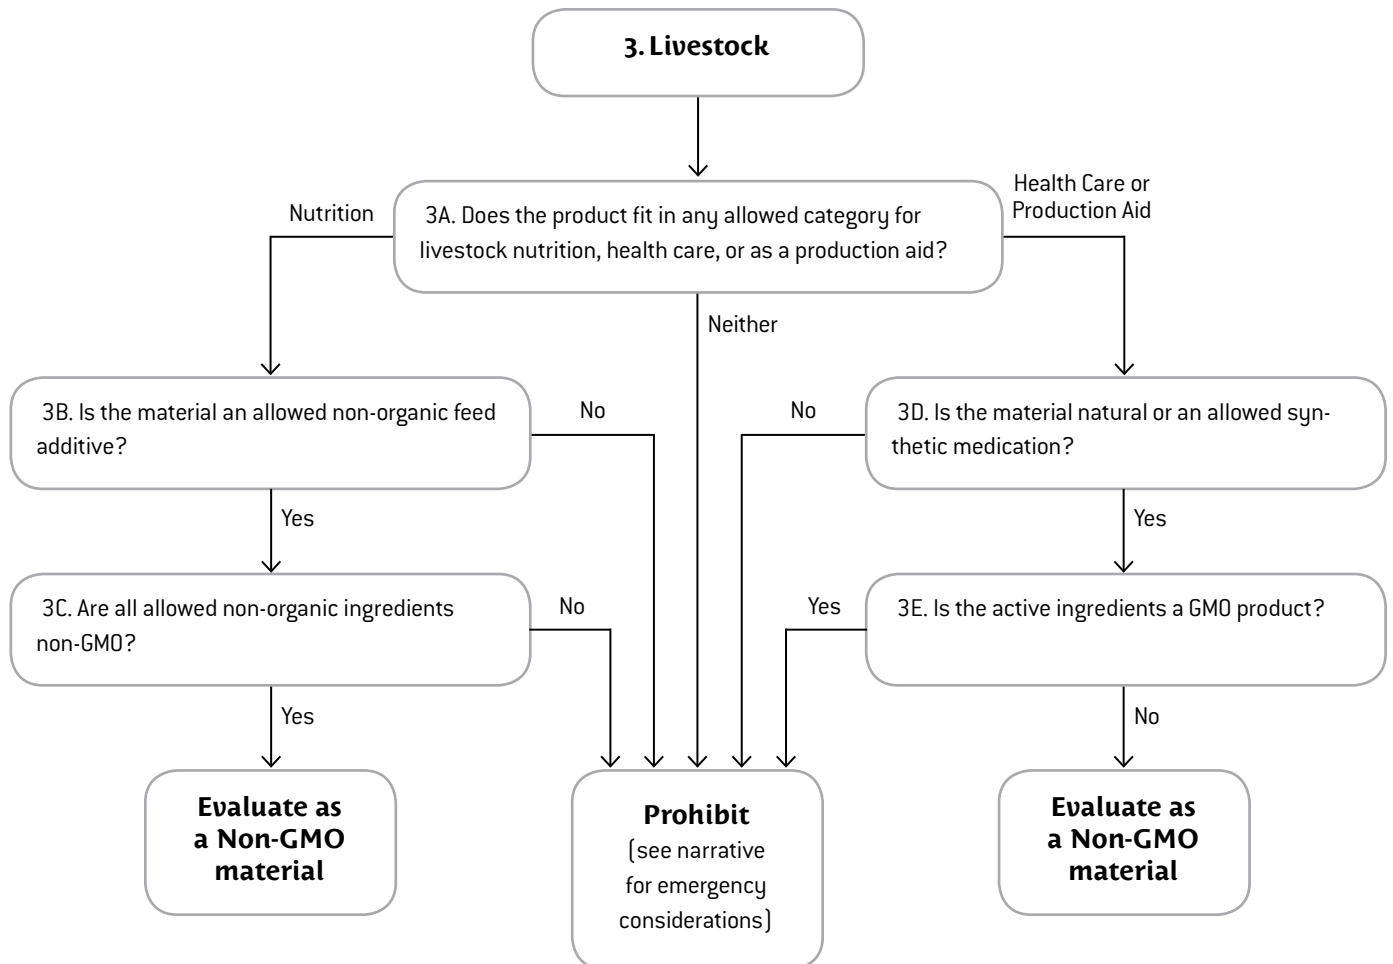 3. Livestock
Health Care or
Production Aid
Nutrition
3A. Does the product fit in any allowed category for
livestock nutrition, health care, or as a production aid?
Neither
3B. Is the material an allowed non-organic feed
additive?
No
No
3D. Is the material natural or an allowed syn-
thetic medication?
Yes
Yes
3C. Are all allowed non-organic ingredients
non-GMO?
No
Yes
3E. Is the active ingredients a GMO product?
Yes
No
Evaluate as
a Non-GMO
material
Prohibit
(see narrative
for emergency
considerations)
Evaluate as
a Non-GMO
material